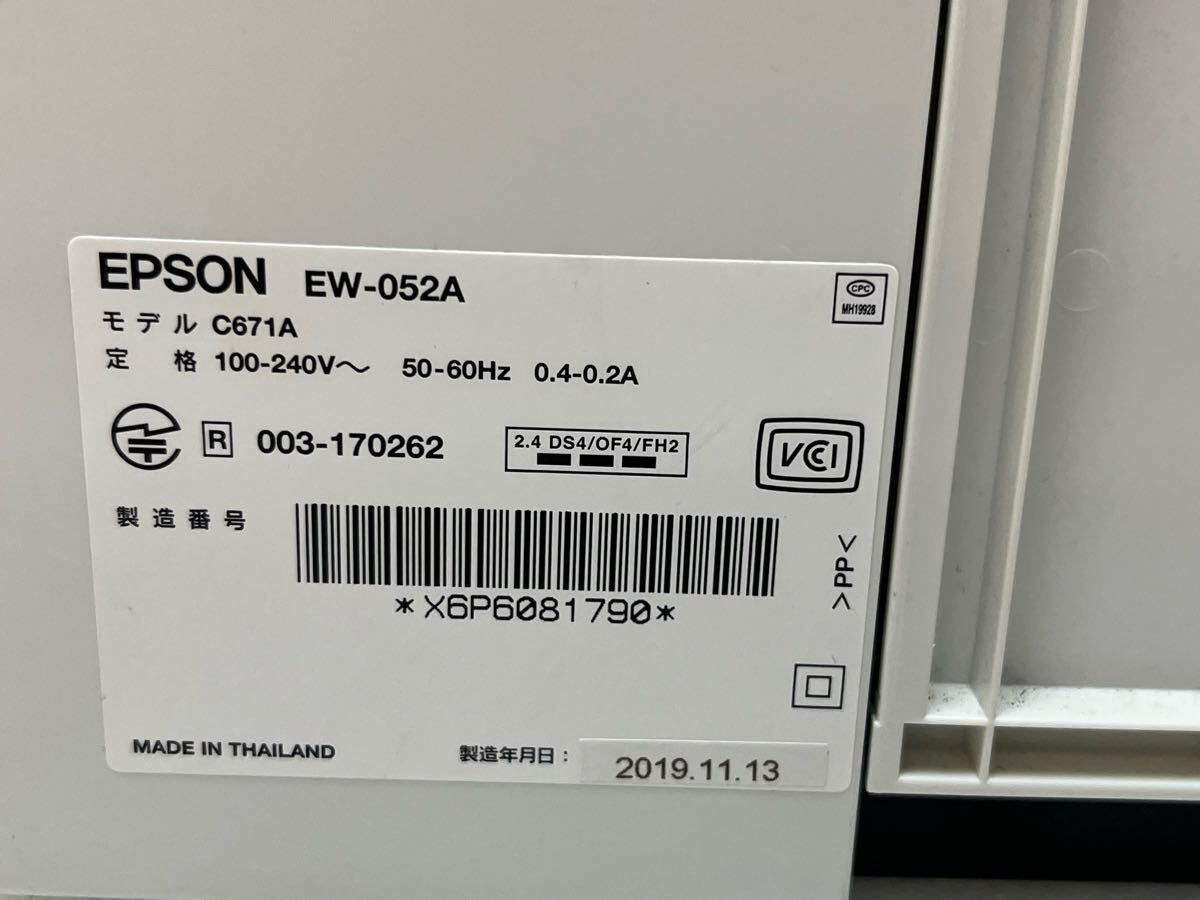 EPSON EW-052A
CPC
MH19928
モデル C671A
定格 100-240V～ 50-60Hz 0.4-0.2A
R 003-170262
2.4 DS4/OF4/FH2
VCCI
製造番号
*X6P6081790*
>PP<
MADE IN THAILAND
製造年月日： 2019.11.13